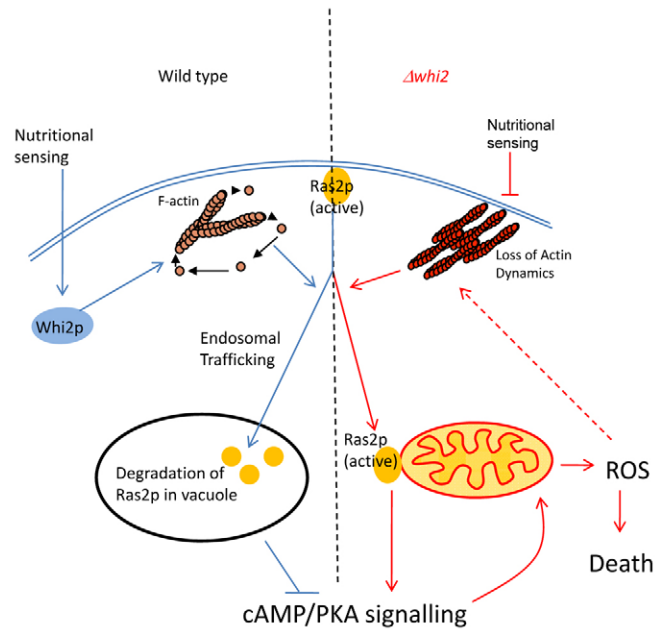 Wild type
Δwhi2
Nutritional
sensing
Nutritional
sensing
Ras2p
(active)
F-actin
Loss of Actin
Dynamics
Whi2p
Endosomal
Trafficking
Ras2p
(active)
Degradation of
Ras2p in vacuole
ROS
Death
cAMP/PKA signalling